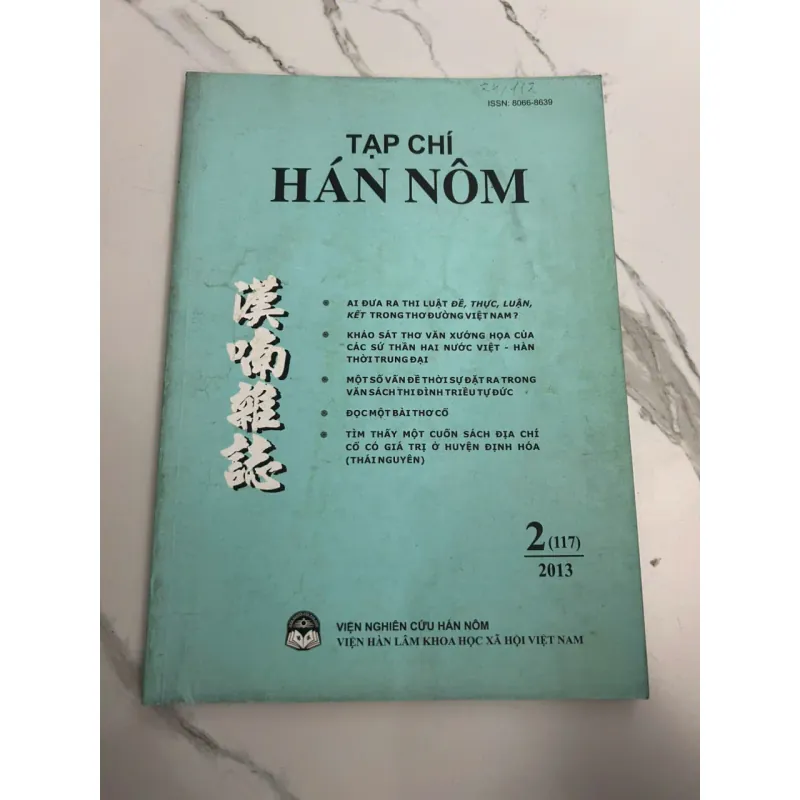 ISSN: 8066-8639
TẠP CHÍ
HÁN NÔM
漢喃雜誌
AI ĐƯA RA THI LUẬT ĐỀ, THỰC, LUẬN,
KẾT TRONG THƠ ĐƯỜNG VIỆT NAM ?
KHẢO SÁT THƠ VĂN XƯỚNG HỌA CỦA
CÁC SỨ THẦN HAI NƯỚC VIỆT - HÀN
THỜI TRUNG ĐẠI
MỘT SỐ VẤN ĐỀ THỜI SỰ ĐẶT RA TRONG
VĂN SÁCH THI ĐÌNH TRIỀU TỰ ĐỨC
ĐỌC MỘT BÀI THƠ CỔ
TÌM THẤY MỘT CUỐN SÁCH ĐỊA CHÍ
CỔ CÓ GIÁ TRỊ Ở HUYỆN ĐỊNH HÓA
(THÁI NGUYÊN)
2 (117)
2013
VIỆN NGHIÊN CỨU HÁN NÔM
VIỆN HÀN LÂM KHOA HỌC XÃ HỘI VIỆT NAM